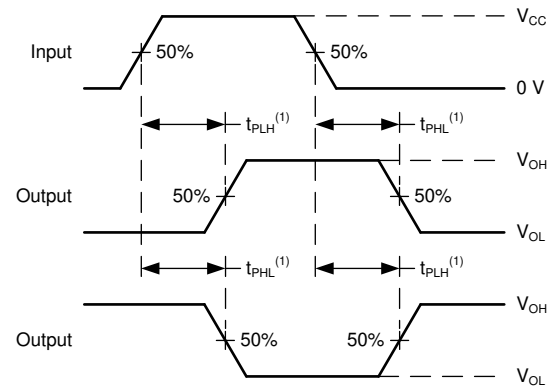 V_CC
Input
50%
50%
0 V
t_PLH^(1)
t_PHL^(1)
V_OH
Output
50%
50%
V_OL
t_PHL^(1)
t_PLH^(1)
V_OH
Output
50%
50%
V_OL